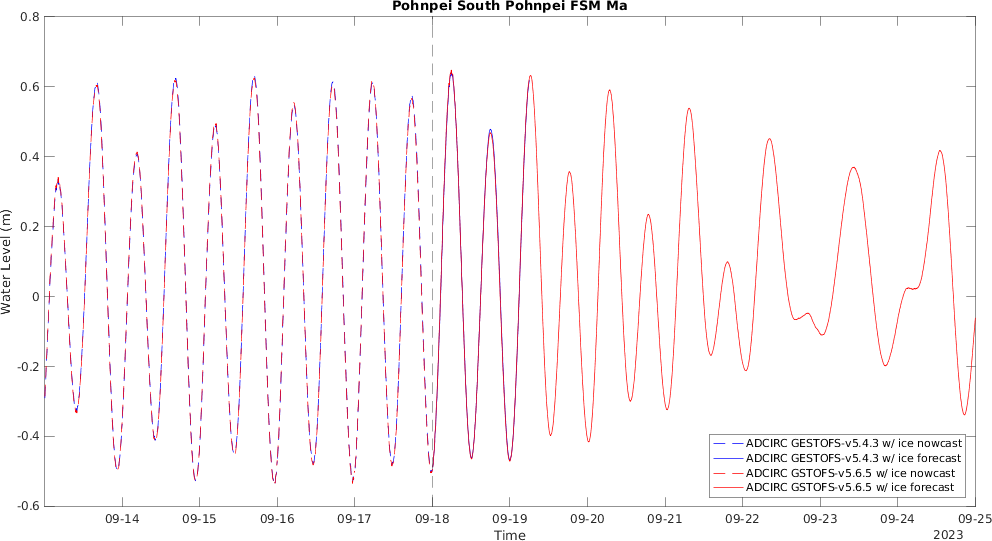 Pohnpei South Pohnpei FSM Ma
0.8
0.6
0.4
0.2
0
-0.2
-0.4
-0.6
Water Level (m)
ADCIRC GESTOFS-v5.4.3 w/ ice nowcast
ADCIRC GESTOFS-v5.4.3 w/ ice forecast
ADCIRC GSTOFS-v5.6.5 w/ ice nowcast
ADCIRC GSTOFS-v5.6.5 w/ ice forecast
09-14 09-15 09-16 09-17 09-18 09-19 09-20 09-21 09-22 09-23 09-24 09-25
Time
2023